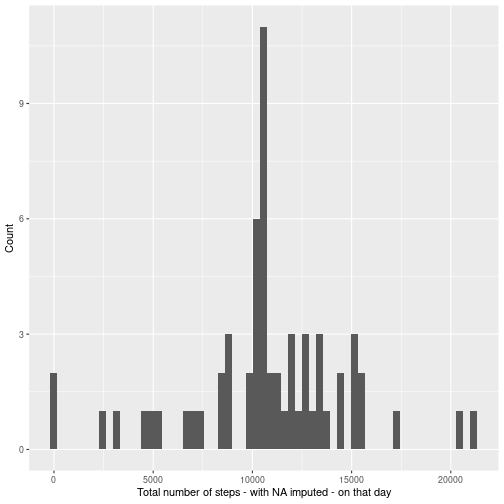 9
6
3
0
Count
0 5000 10000 15000 20000
Total number of steps - with NA imputed - on that day